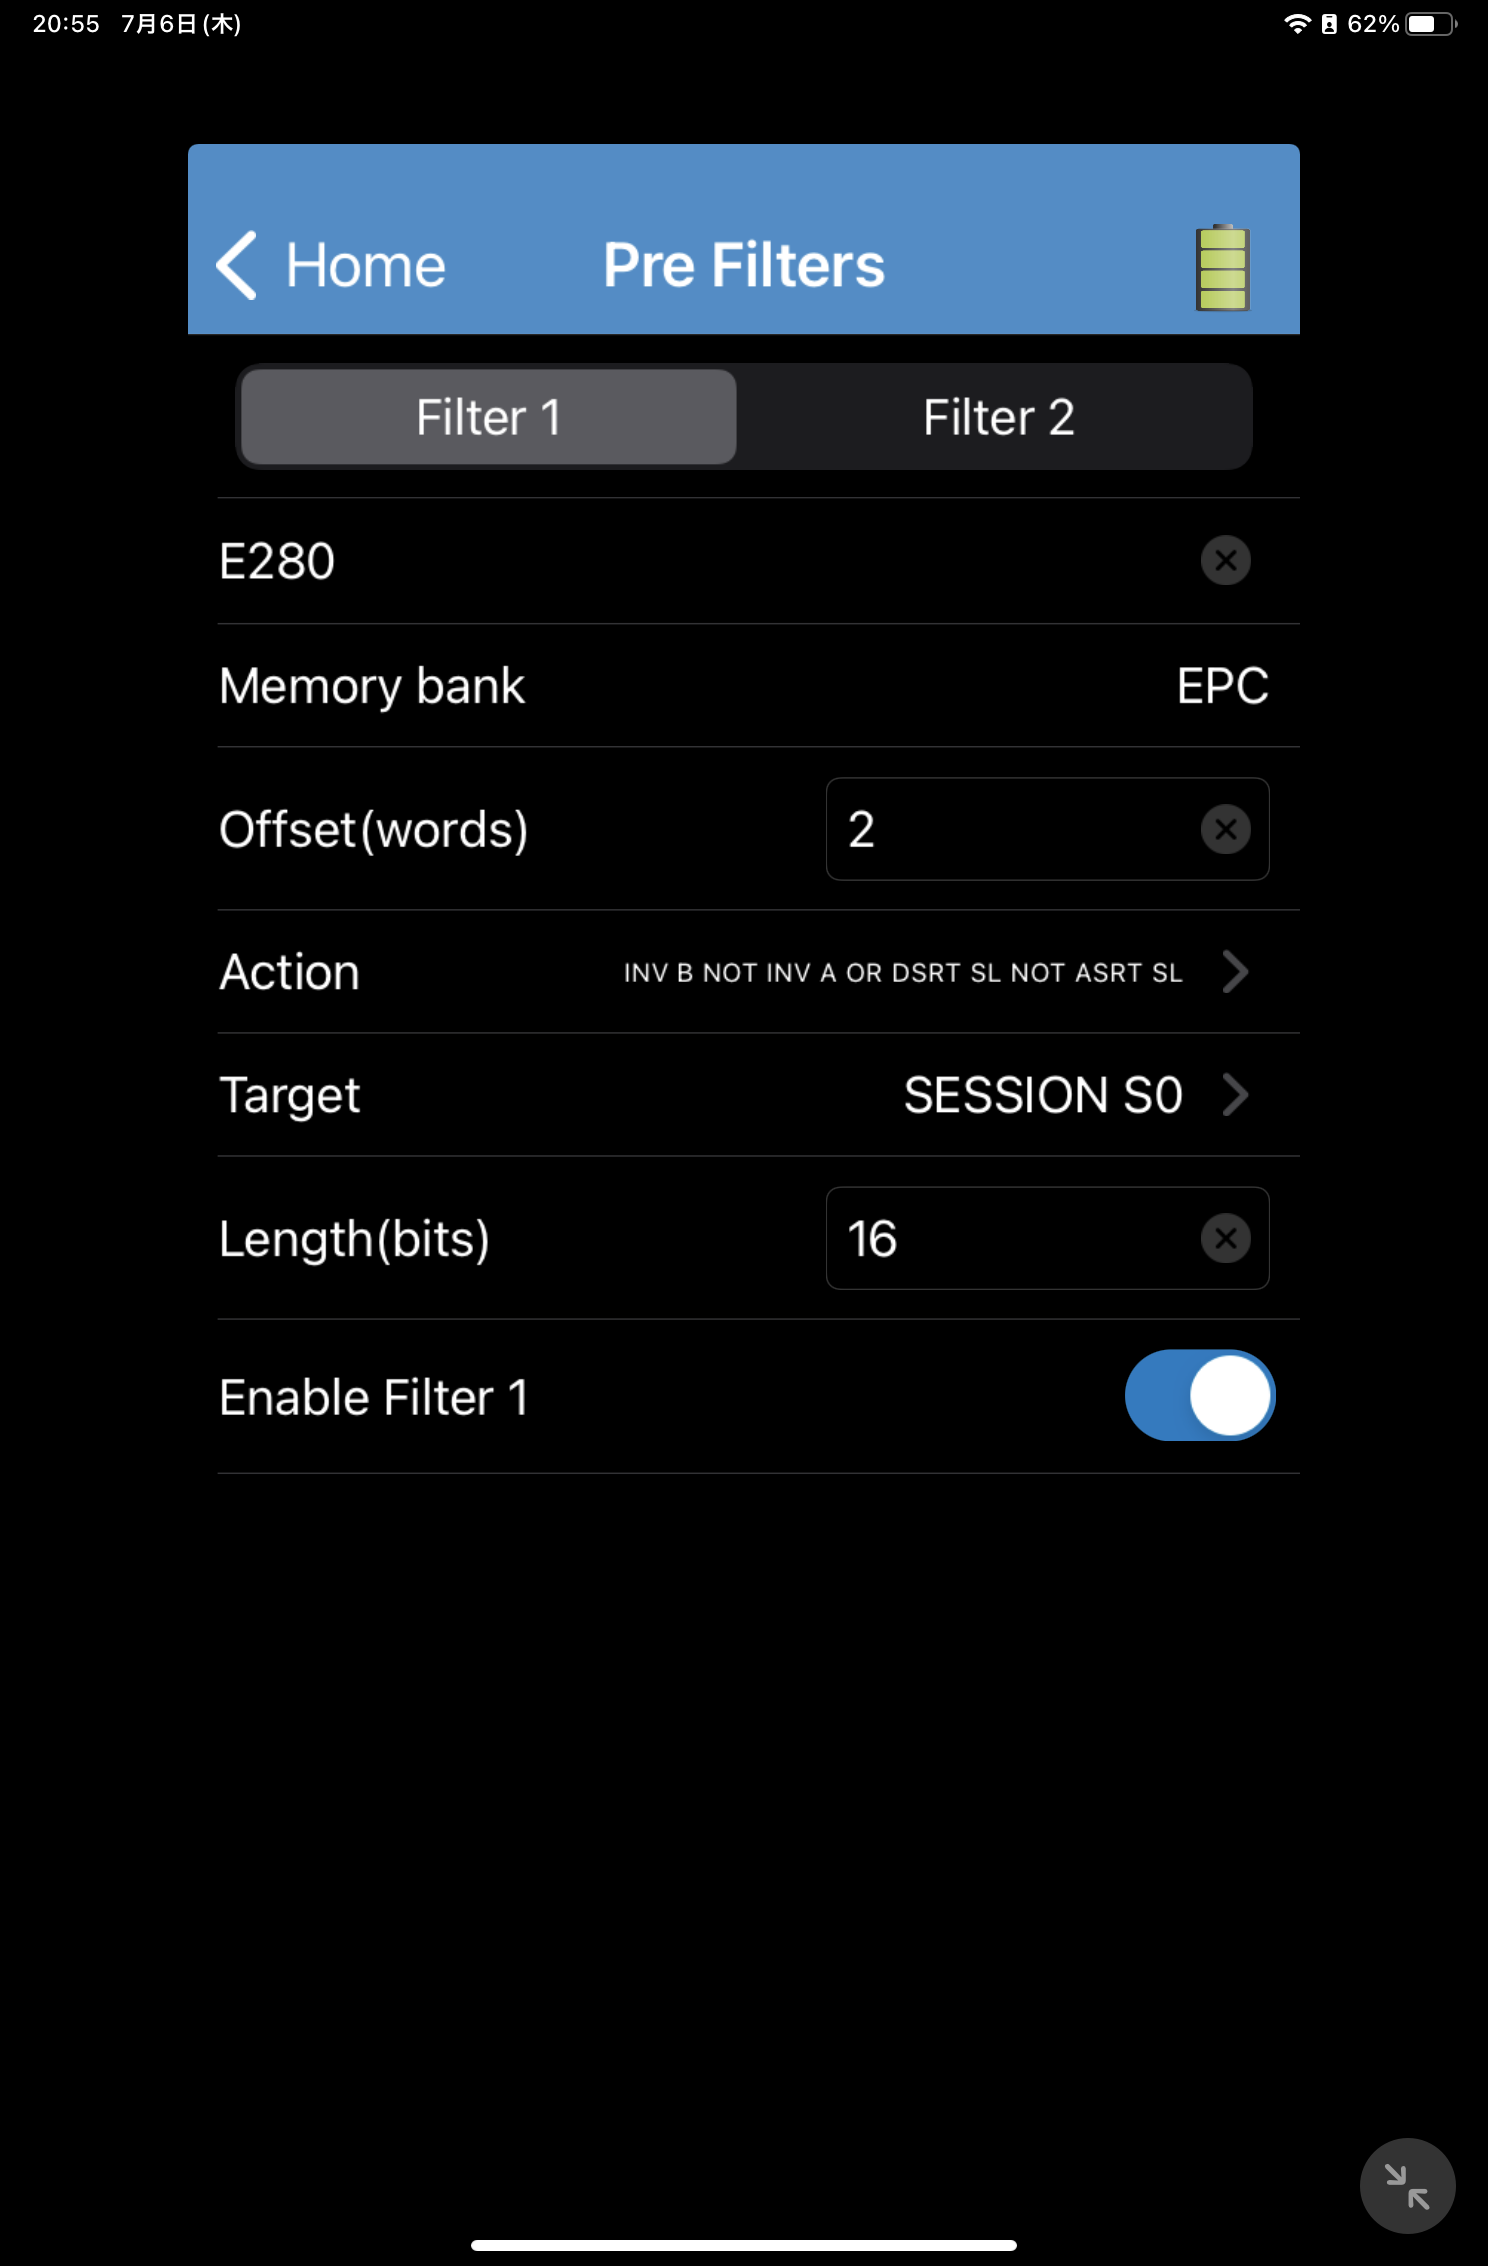 20:55 7月6日(木) 62%
Home Pre Filters
Filter 1 Filter 2
E280
Memory bank EPC
Offset(words) 2
Action INV B NOT INV A OR DSRT SL NOT ASRT SL
Target SESSION S0
Length(bits) 16
Enable Filter 1